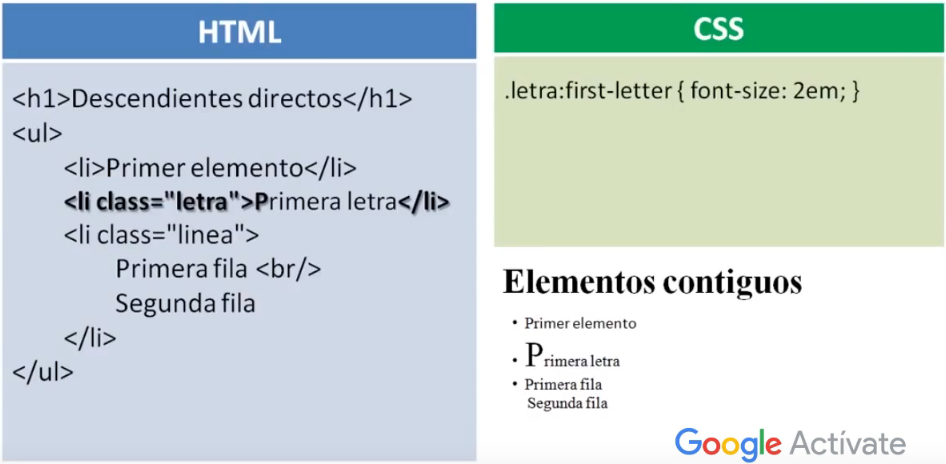 HTML
<h1>Descendientes directos</h1>
<ul>
<li>Primer elemento</li>
<li class="letra">Primera letra</li>
<li class="linea">
Primera fila <br/>
Segunda fila
</li>
</ul>
CSS
.letra:first-letter { font-size: 2em; }
Elementos contiguos
• Primer elemento
• Primera letra
• Primera fila
Segunda fila
Google Actívate